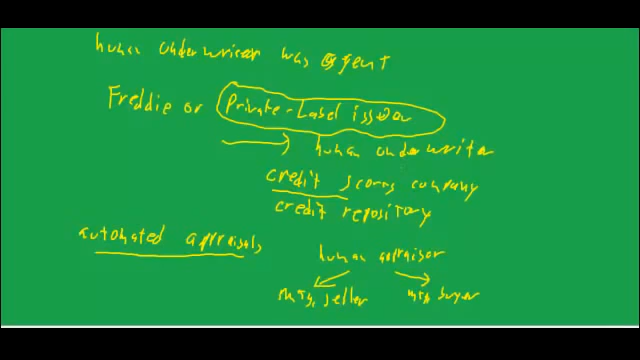 human underwriter was agent
Freddie or Private-Label issuer
human underwriter
credit scoring company
credit repository
automated appraisals
human appraiser
mtg. seller mtg buyer